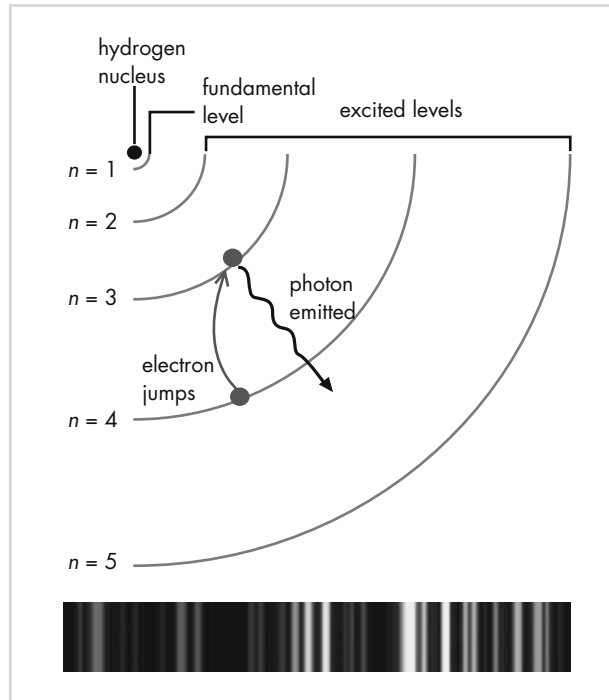 hydrogen
nucleus
fundamental
level
excited levels
n = 1
n = 2
n = 3
photon
emitted
electron
jumps
n = 4
n = 5